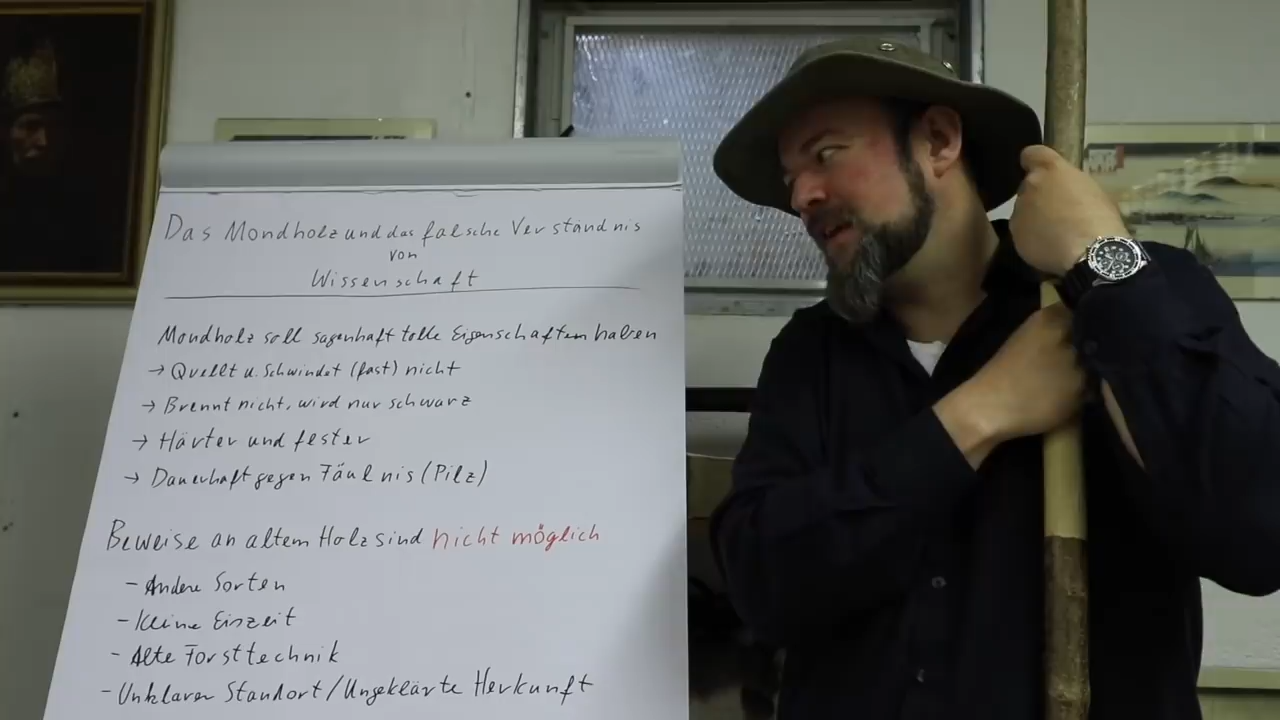 Das Mondholz und das falsche Verständnis
von
Wissenschaft
Mondholz soll sagenhaft tolle Eigenschaften haben
→ Quellt u. Schwindet (fast) nicht
→ Brennt nicht, wird nur schwarz
→ Härter und fester
→ Dauerhaft gegen Fäulnis (Pilz)
Beweise an altem Holz sind nicht möglich
- Andere Sorten
- Keine Eiszeit
- Alte Forsttechnik
- Unklarer Standort/Ungeklärte Herkunft